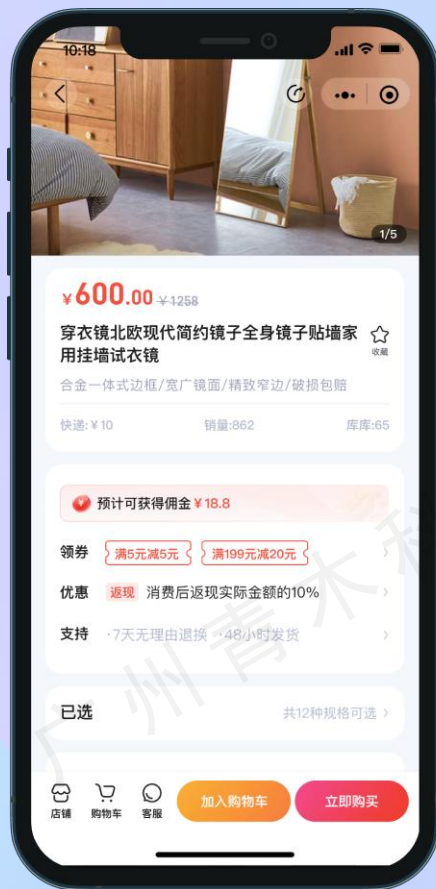 10:18
1/5
¥600.00 ¥1258
穿衣镜北欧现代简约镜子全身镜子贴墙家
用挂墙试衣镜
收藏
合金一体式边框/宽广镜面/精致窄边/破损包赔
快递:¥10 销量:862 库库:65
预计可获得佣金¥18.8
领券 满5元减5元 满199元减20元
优惠 返现 消费后返现实际金额的10%
支持 ·7天无理由退换 ·48小时发货
已选 共12种规格可选
店铺 购物车 客服 加入购物车 立即购买
广州青木科